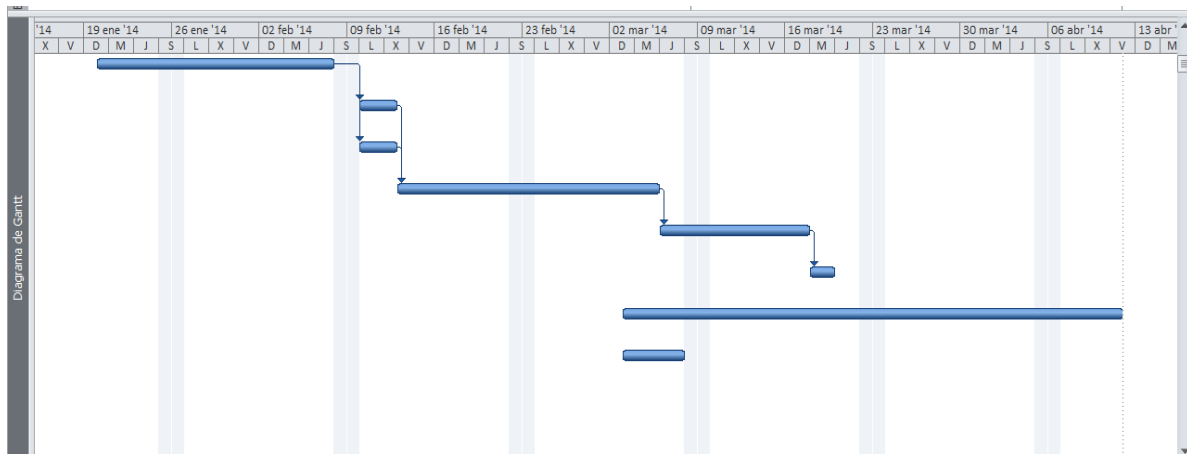 '14 19 ene '14 26 ene '14 02 feb '14 09 feb '14 16 feb '14 23 feb '14 02 mar '14 09 mar '14 16 mar '14 23 mar '14 30 mar '14 06 abr '14 13 abr '
X V D M J S L X V D M J S L X V D M J S L X V D M J S L X V D M J S L X V D M J S L X V D M
Diagrama de Gantt